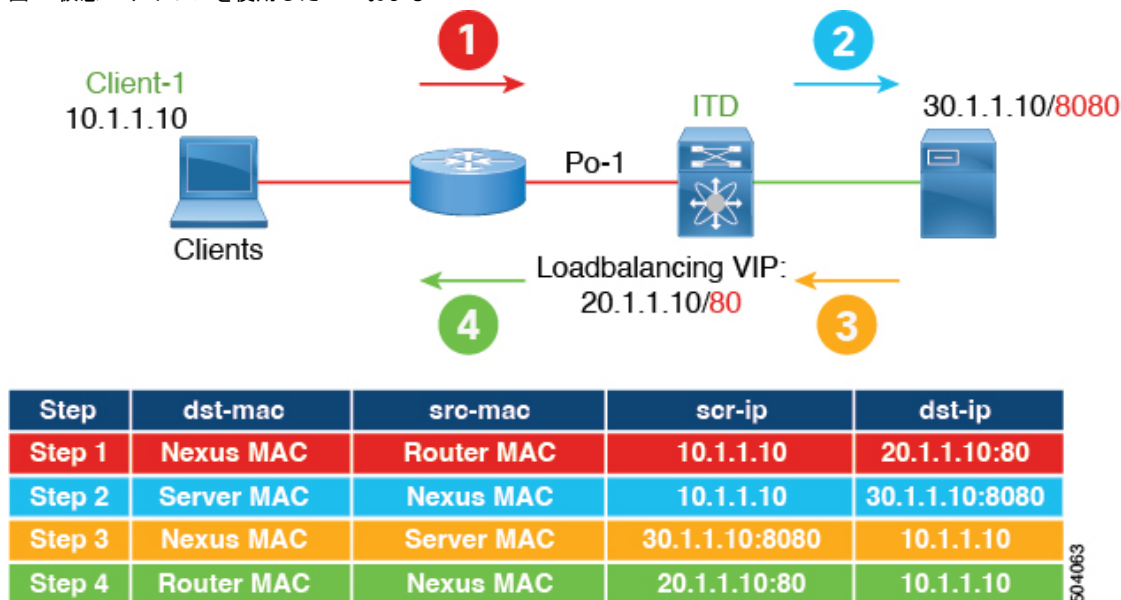 1
2
Client-1
10.1.1.10
ITD
30.1.1.10/8080
Po-1
Clients
Loadbalancing VIP:
20.1.1.10/80
4
3
Step dst-mac src-mac scr-ip dst-ip
Step 1 Nexus MAC Router MAC 10.1.1.10 20.1.1.10:80
Step 2 Server MAC Nexus MAC 10.1.1.10 30.1.1.10:8080
Step 3 Nexus MAC Server MAC 30.1.1.10:8080 10.1.1.10
Step 4 Router MAC Nexus MAC 20.1.1.10:80 10.1.1.10
504063